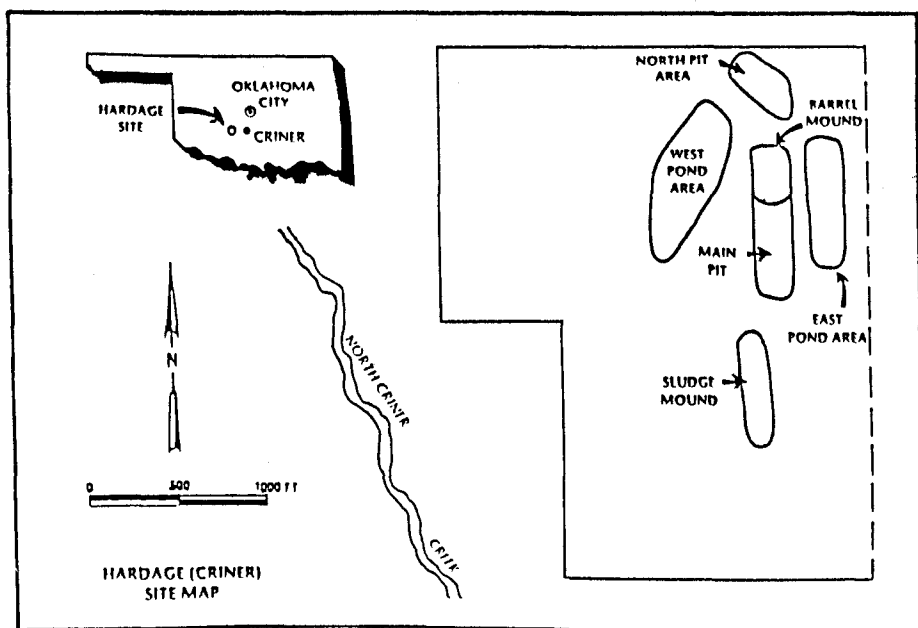 OKLAHOMA
CITY
HARDAGE
SITE
CRINER
NORTH PIT
AREA
BARREL
MOUND
WEST
POND
AREA
MAIN
PIT
EAST
POND AREA
SLUDGE
MOUND
N
NORTH CRINER
CREEK
0 500 1000 FT
HARDAGE (CRINER)
SITE MAP